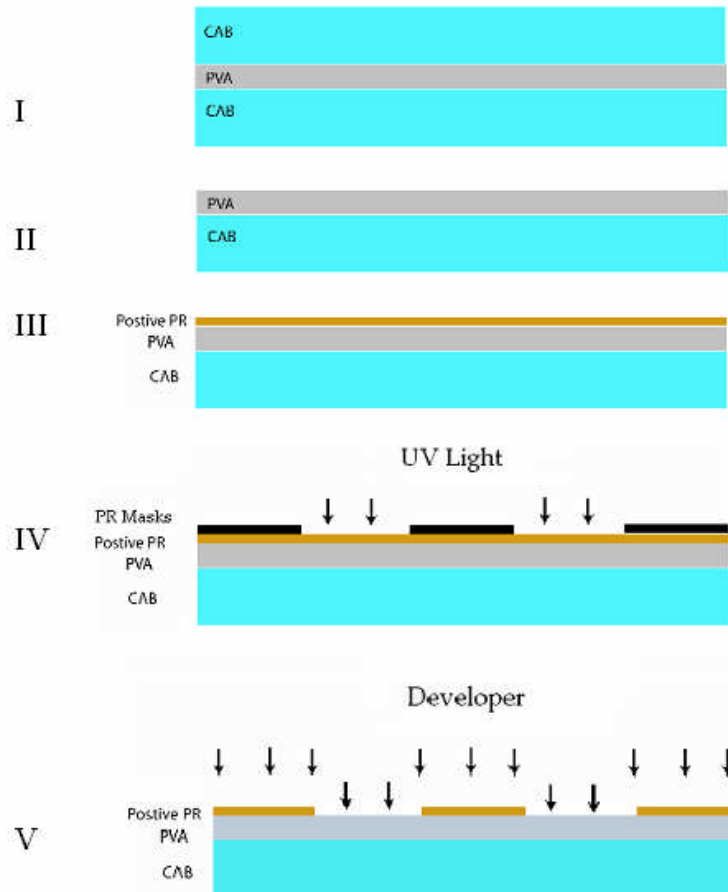 CAB
PVA
I
CAB
PVA
II
CAB
III
Postive PR
PVA
CAB
UV Light
PR Masks
IV
Postive PR
PVA
CAB
Developer
Postive PR
V
PVA
CAB